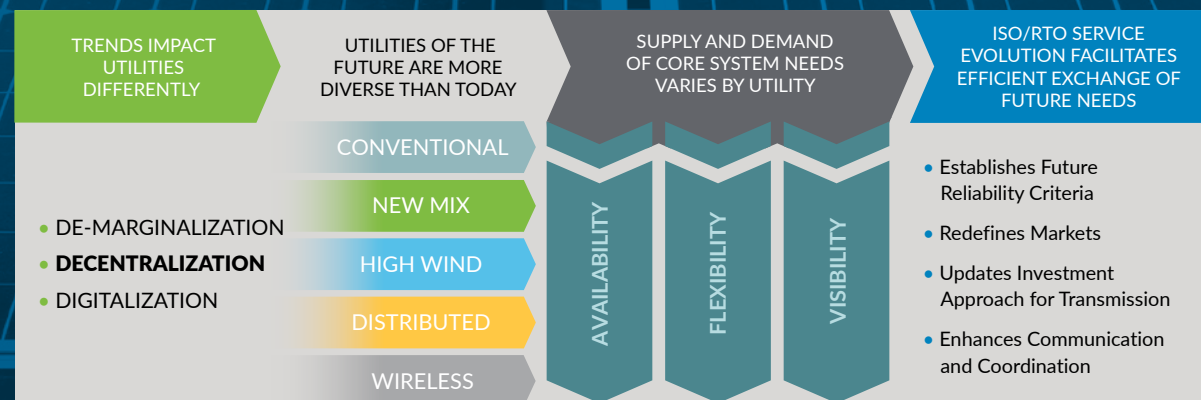 TRENDS IMPACT
UTILITIES
DIFFERENTLY
UTILITIES OF THE
FUTURE ARE MORE
DIVERSE THAN TODAY
SUPPLY AND DEMAND
OF CORE SYSTEM NEEDS
VARIES BY UTILITY
ISO/RTO SERVICE
EVOLUTION FACILITATES
EFFICIENT EXCHANGE OF
FUTURE NEEDS
• DE-MARGINALIZATION
• DECENTRALIZATION
• DIGITALIZATION
CONVENTIONAL
NEW MIX
HIGH WIND
DISTRIBUTED
WIRELESS
AVAILABILITY
FLEXIBILITY
VISIBILITY
• Establishes Future
Reliability Criteria
• Redefines Markets
• Updates Investment
Approach for Transmission
• Enhances Communication
and Coordination